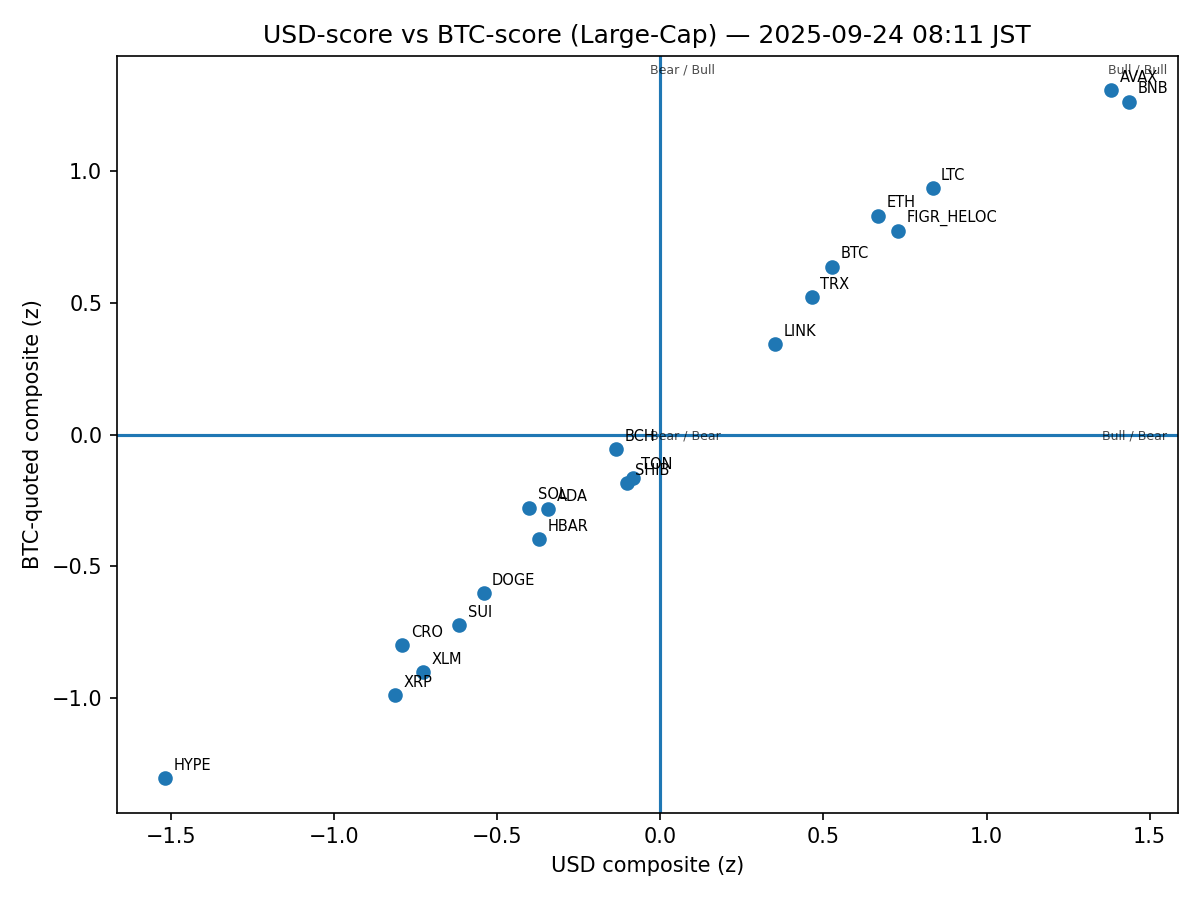 USD-score vs BTC-score (Large-Cap) — 2025-09-24 08:11 JST
Bear / Bull
Bull / Bull
AVAX
BNB
1.0
LTC
ETH
FIGR_HELOC
BTC
TRX
0.5
LINK
0.0
BCH
Bear / Bear
Bull / Bear
TON
SHIB
SOL
ADA
HBAR
−0.5
DOGE
SUI
CRO
XLM
XRP
−1.0
HYPE
BTC-quoted composite (z)
−1.5
−1.0
−0.5
0.0
0.5
1.0
1.5
USD composite (z)